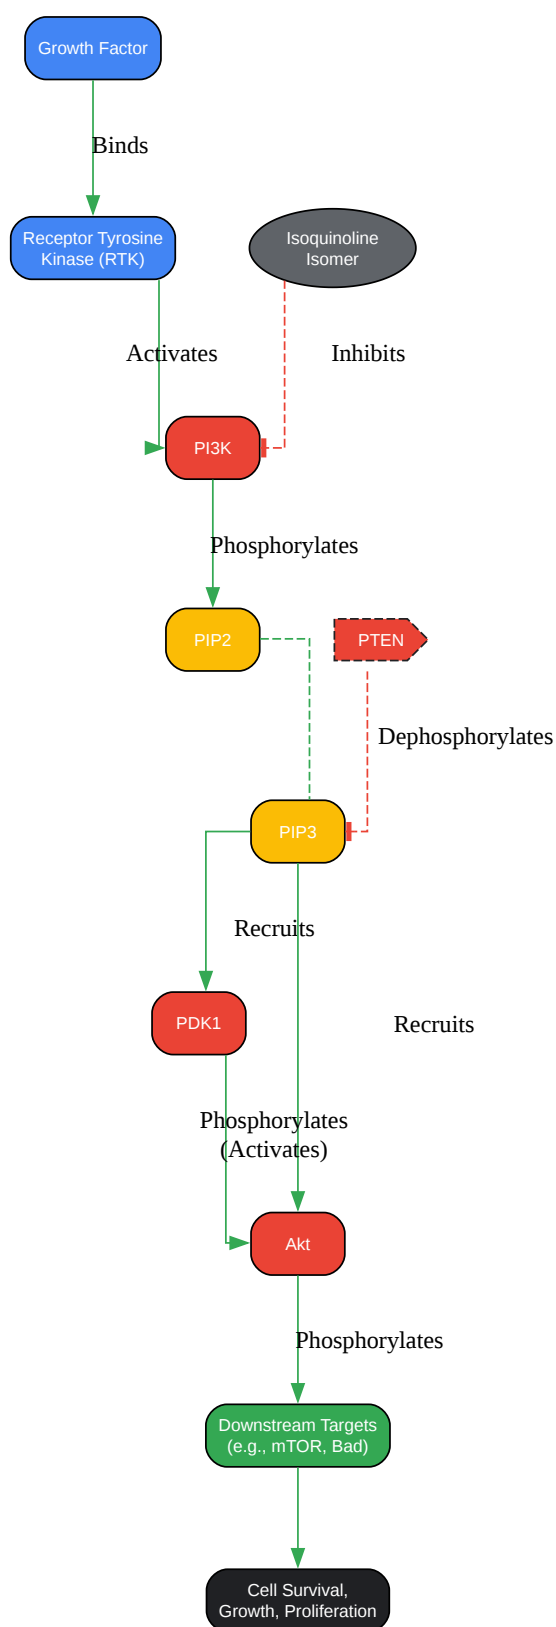 Growth Factor
Binds
Receptor Tyrosine
Kinase (RTK)
Isoquinoline
Isomer
Activates
Inhibits
PI3K
Phosphorylates
PIP2
PTEN
Dephosphorylates
PIP3
Recruits
PDK1
Recruits
Phosphorylates
(Activates)
Akt
Phosphorylates
Downstream Targets
(e.g., mTOR, Bad)
Cell Survival,
Growth, Proliferation